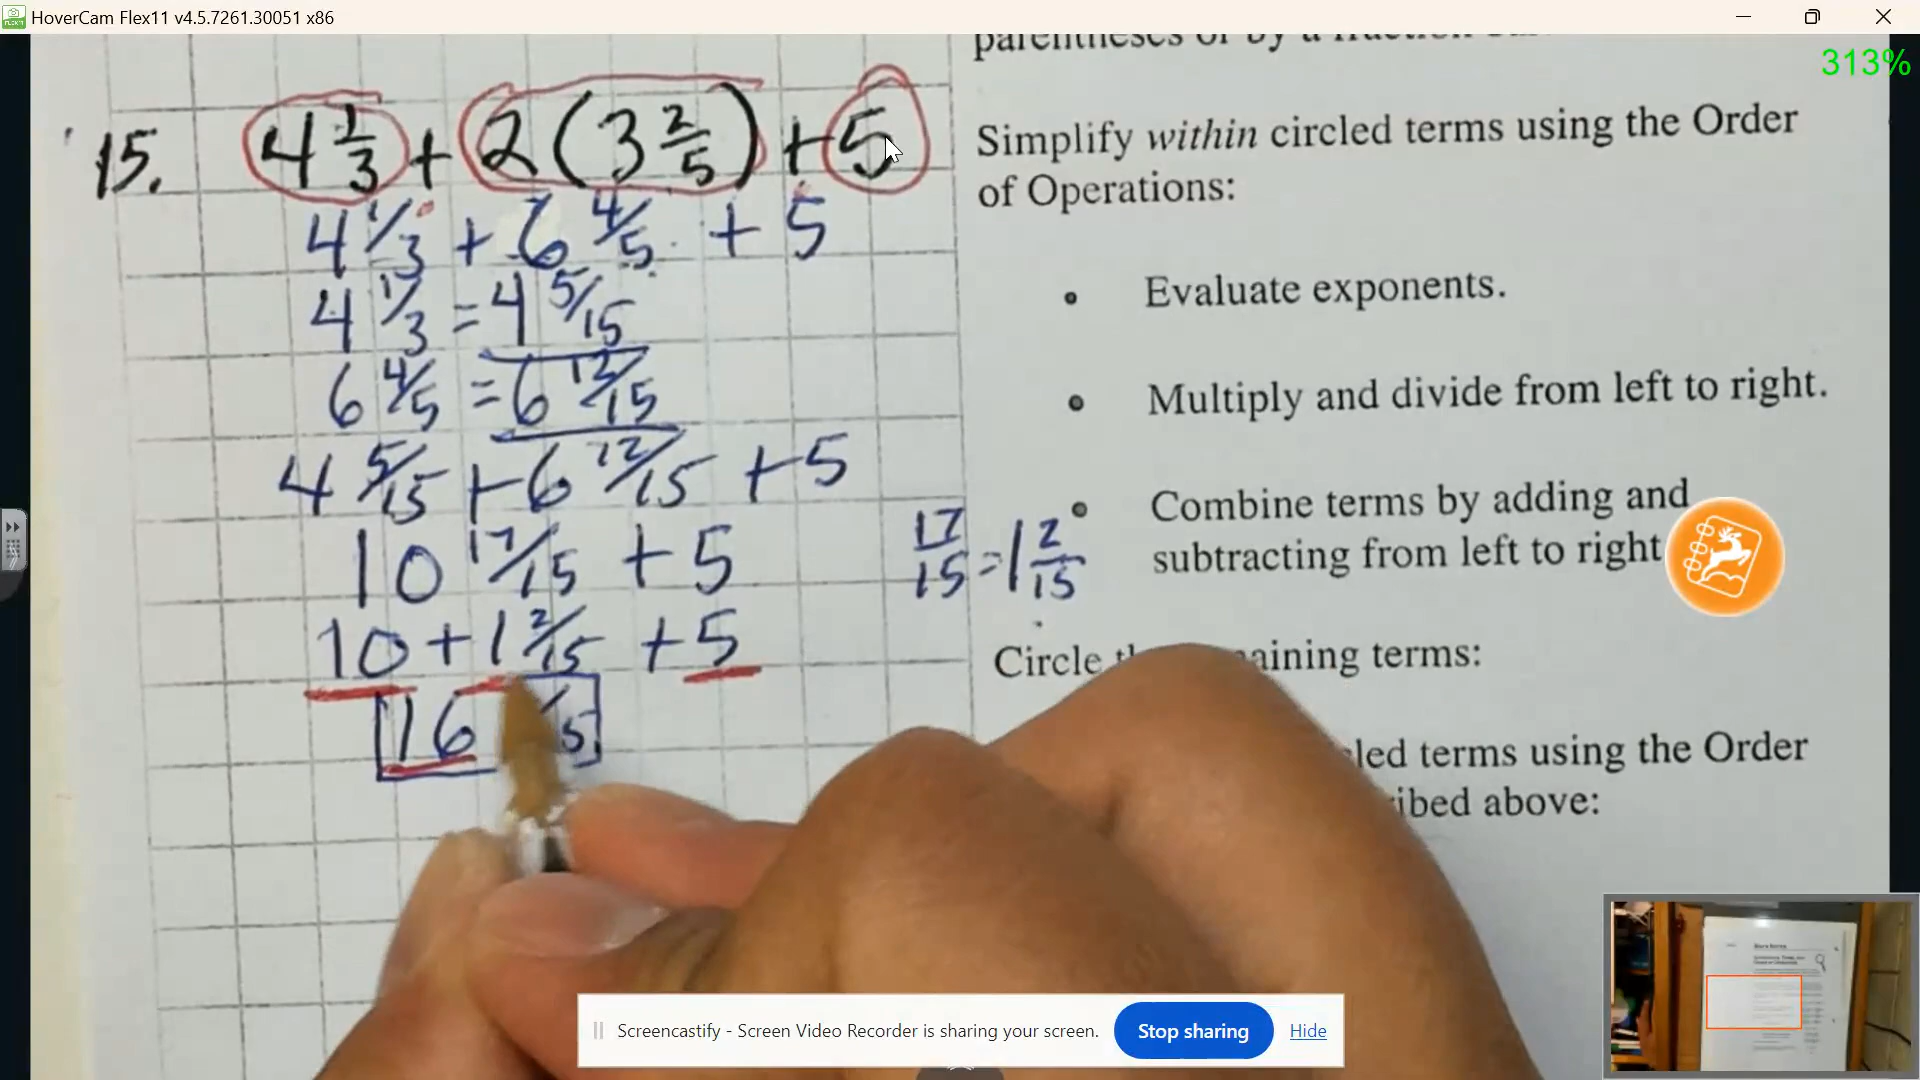 HoverCam Flex11 v4.5.7261.30051 x86
313%
15. 4 1/3 + 2 ( 3 2/5 ) + 5
4 1/3 + 6 4/5 + 5
4 1/3 = 4 5/15
6 4/5 = 6 12/15
4 5/15 + 6 12/15 + 5
10 17/15 + 5
17/15 = 1 2/15
10 + 1 2/15 + 5
16
parentheses or by a fraction
Simplify within circled terms using the Order
of Operations:
• Evaluate exponents.
• Multiply and divide from left to right.
• Combine terms by adding and
subtracting from left to right
Circle
terms:
terms using the Order
above:
Screencastify - Screen Video Recorder is sharing your screen.
Stop sharing
Hide